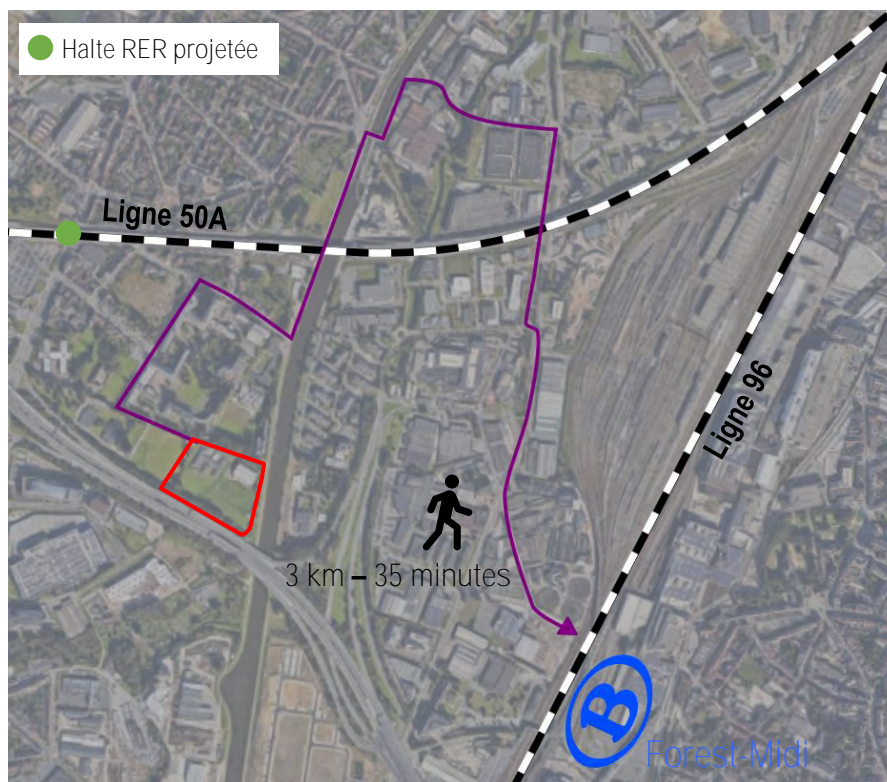 Halte RER projetée
Ligne 50A
Ligne 96
3 km – 35 minutes
B
Forest-Midi